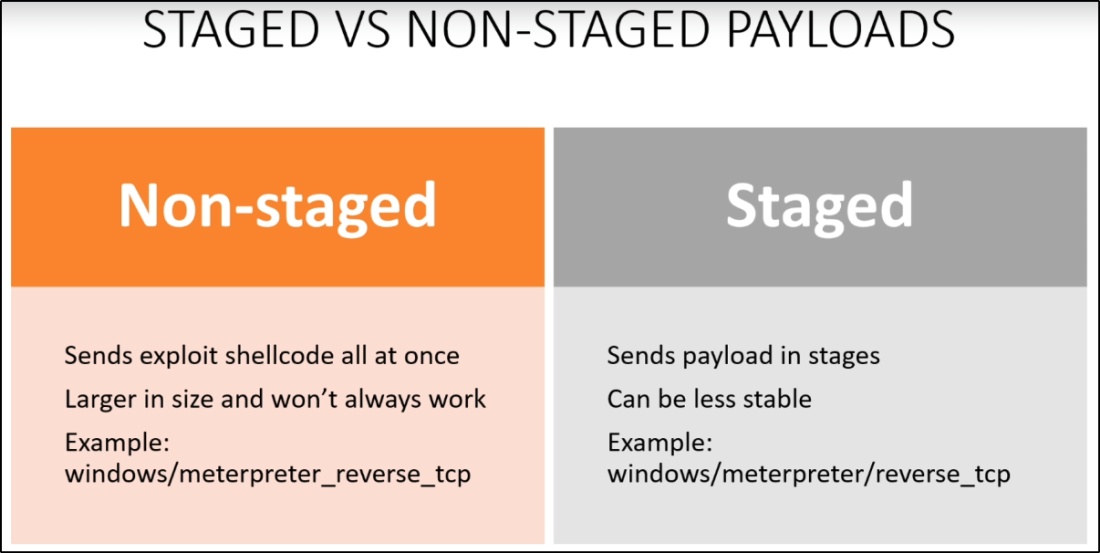 STAGED VS NON-STAGED PAYLOADS
Non-staged
Sends exploit shellcode all at once
Larger in size and won’t always work
Example:
windows/meterpreter_reverse_tcp
Staged
Sends payload in stages
Can be less stable
Example:
windows/meterpreter/reverse_tcp